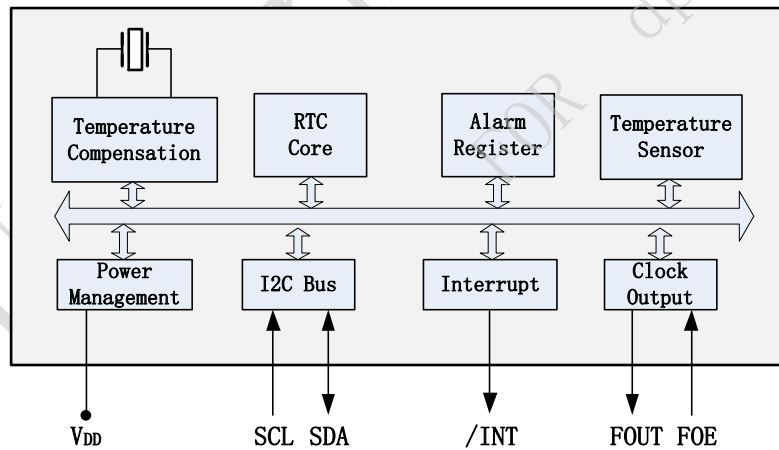 Temperature
Compensation
RTC
Core
Alarm
Register
Temperature
Sensor
Power
Management
I2C Bus
Interrupt
Clock
Output
VDD
SCL SDA
/INT
FOUT FOE
FOR